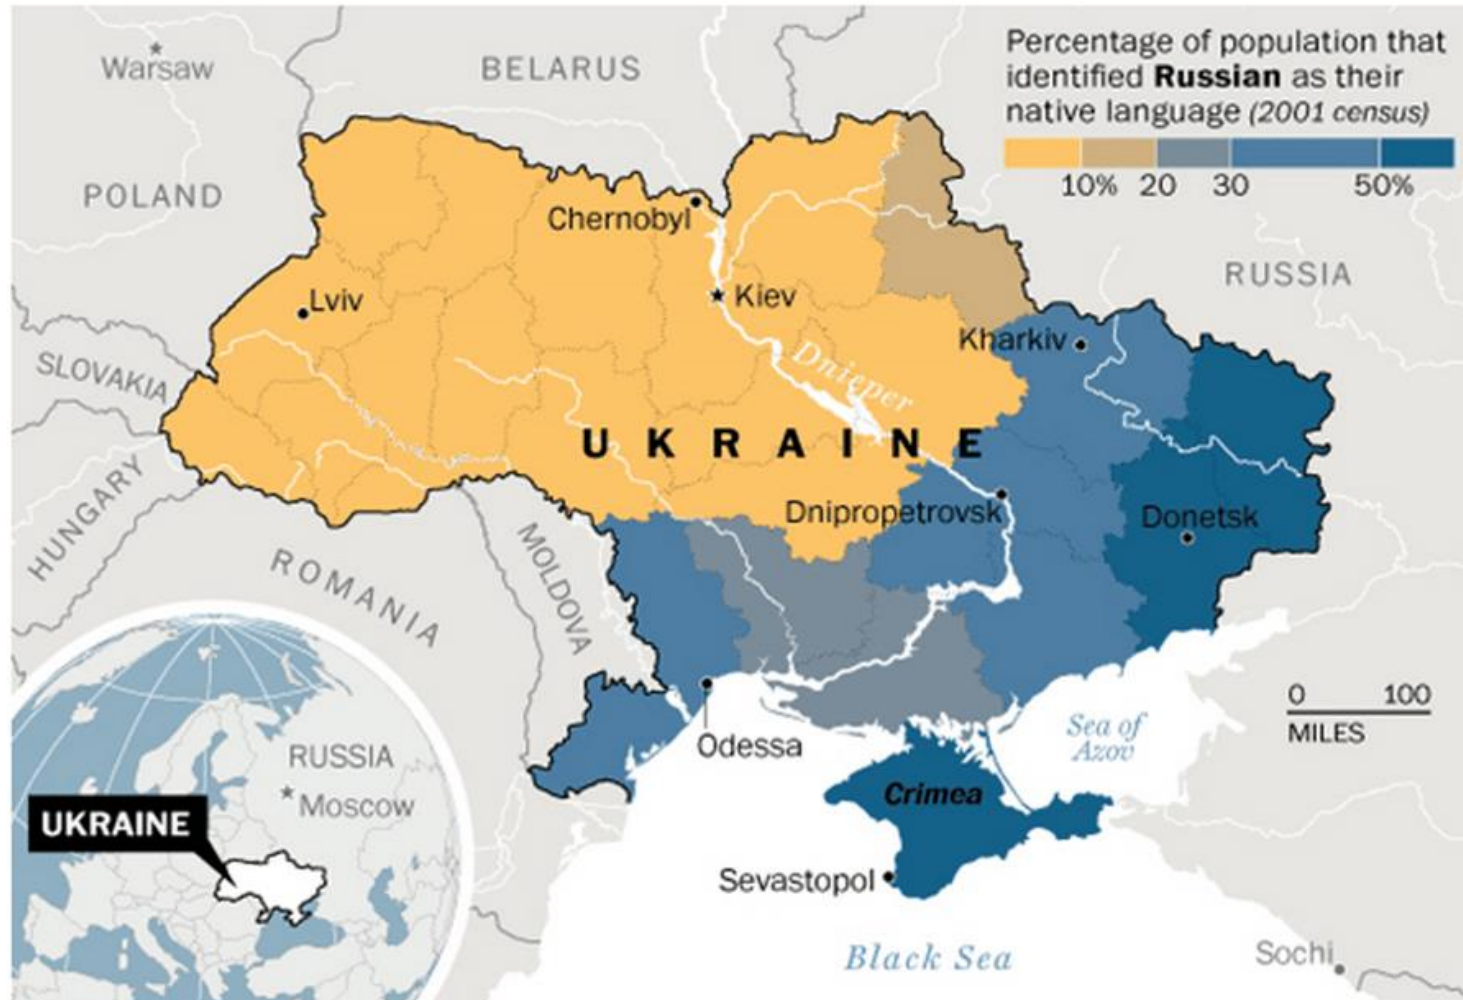 Percentage of population that
identified Russian as their
native language (2001 census)
10% 20 30 50%
Warsaw
BELARUS
POLAND
Chernobyl
RUSSIA
Lviv
Kiev
Kharkiv
SLOVAKIA
Dnieper
UKRAINE
HUNGARY
Dnipropetrovsk
Donetsk
MOLDOVA
ROMANIA
0 100
MILES
Sea of
Azov
Odessa
RUSSIA
Moscow
Crimea
UKRAINE
Sevastopol
Black Sea
Sochi